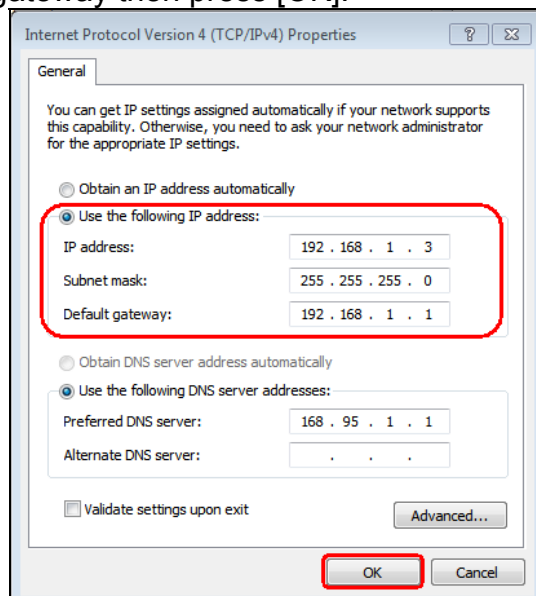 gateway then press [OK].
Internet Protocol Version 4 (TCP/IPv4) Properties
General
You can get IP settings assigned automatically if your network supports
this capability. Otherwise, you need to ask your network administrator
for the appropriate IP settings.
Obtain an IP address automatically
Use the following IP address:
IP address: 192 . 168 . 1 . 3
Subnet mask: 255 . 255 . 255 . 0
Default gateway: 192 . 168 . 1 . 1
Obtain DNS server address automatically
Use the following DNS server addresses:
Preferred DNS server: 168 . 95 . 1 . 1
Alternate DNS server: . . .
Validate settings upon exit
Advanced...
OK Cancel